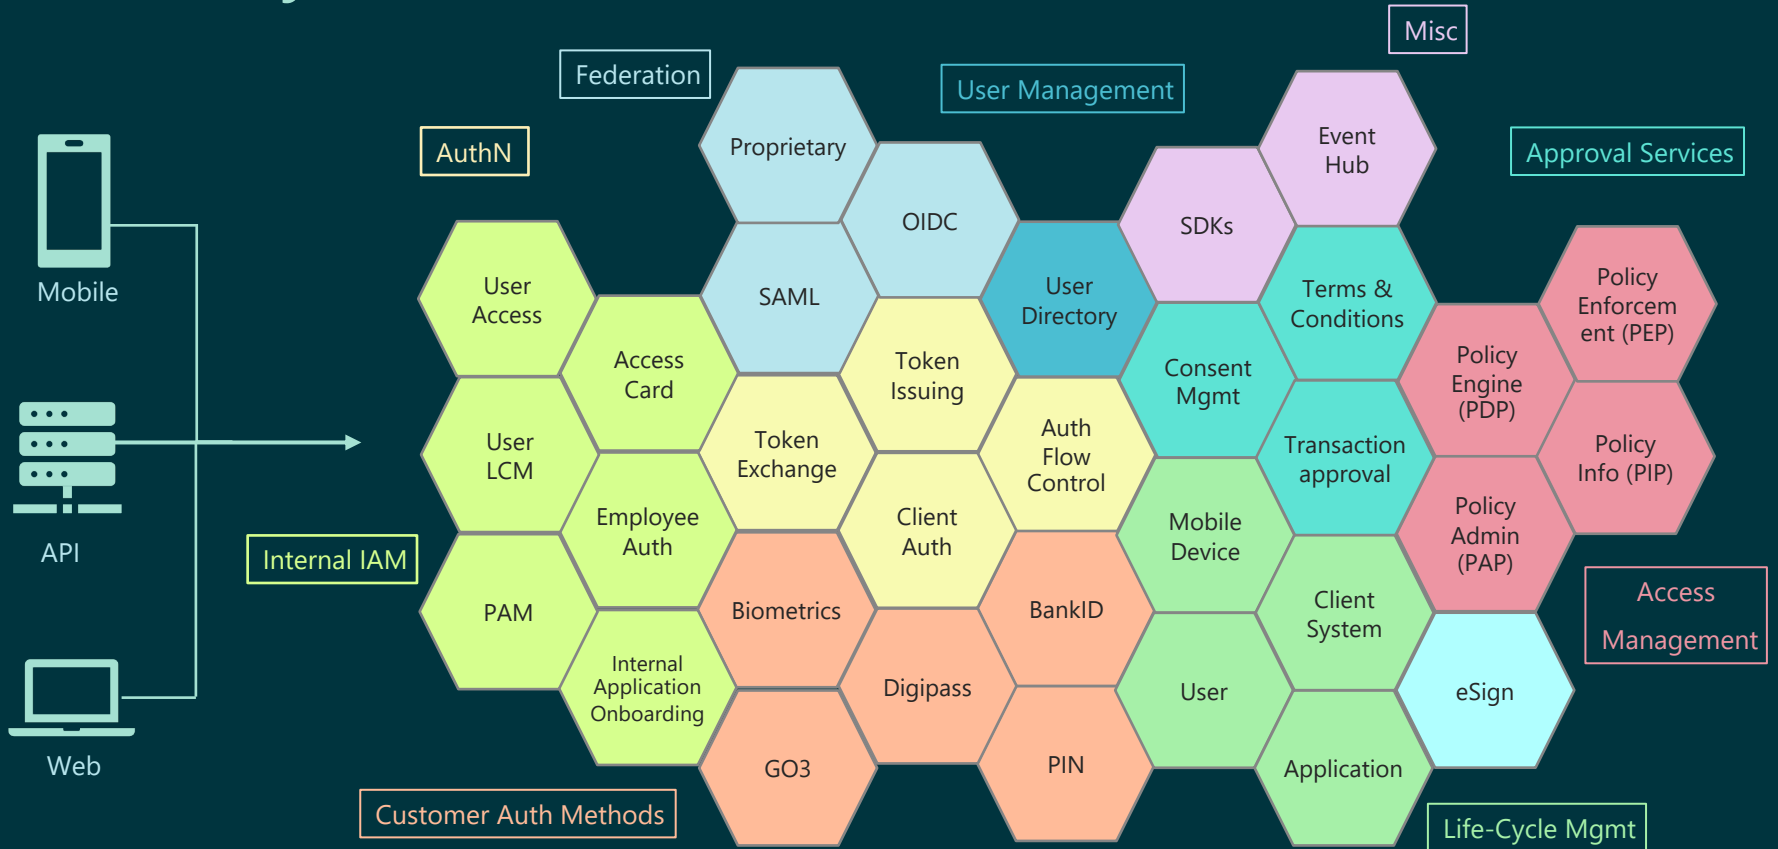 Misc
Federation
User Management
AuthN
Approval Services
Proprietary
Event
Hub
OIDC
SDKs
Mobile
User
Access
SAML
User
Directory
Terms &
Conditions
Policy
Enforcem
ent (PEP)
Access
Card
Token
Issuing
Consent
Mgmt
Policy
Engine
(PDP)
User
LCM
Token
Exchange
Auth
Flow
Control
Transaction
approval
Policy
Info (PIP)
API
Internal IAM
Employee
Auth
Client
Auth
Mobile
Device
Policy
Admin
(PAP)
Access
Management
PAM
Biometrics
BankID
Client
System
Internal
Application
Onboarding
Digipass
User
eSign
Web
GO3
PIN
Application
Customer Auth Methods
Life-Cycle Mgmt